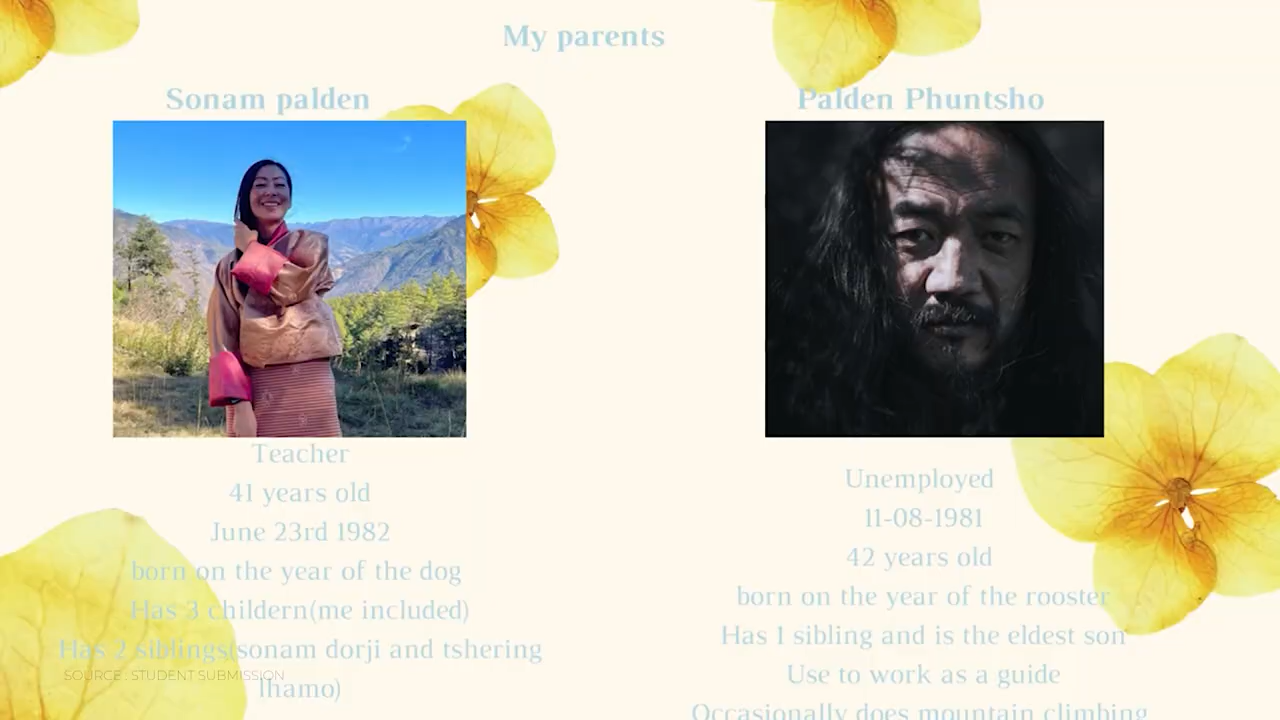 My parents
Sonam palden
Teacher
41 years old
June 23rd 1982
born on the year of the dog
Has 3 childern(me included)
Has 2 siblings(sonam dorji and tshering
lhamo)
SOURCE : STUDENT SUBMISSION
Palden Phuntsho
Unemployed
11-08-1981
42 years old
born on the year of the rooster
Has 1 sibling and is the eldest son
Use to work as a guide
Occasionally does mountain climbing